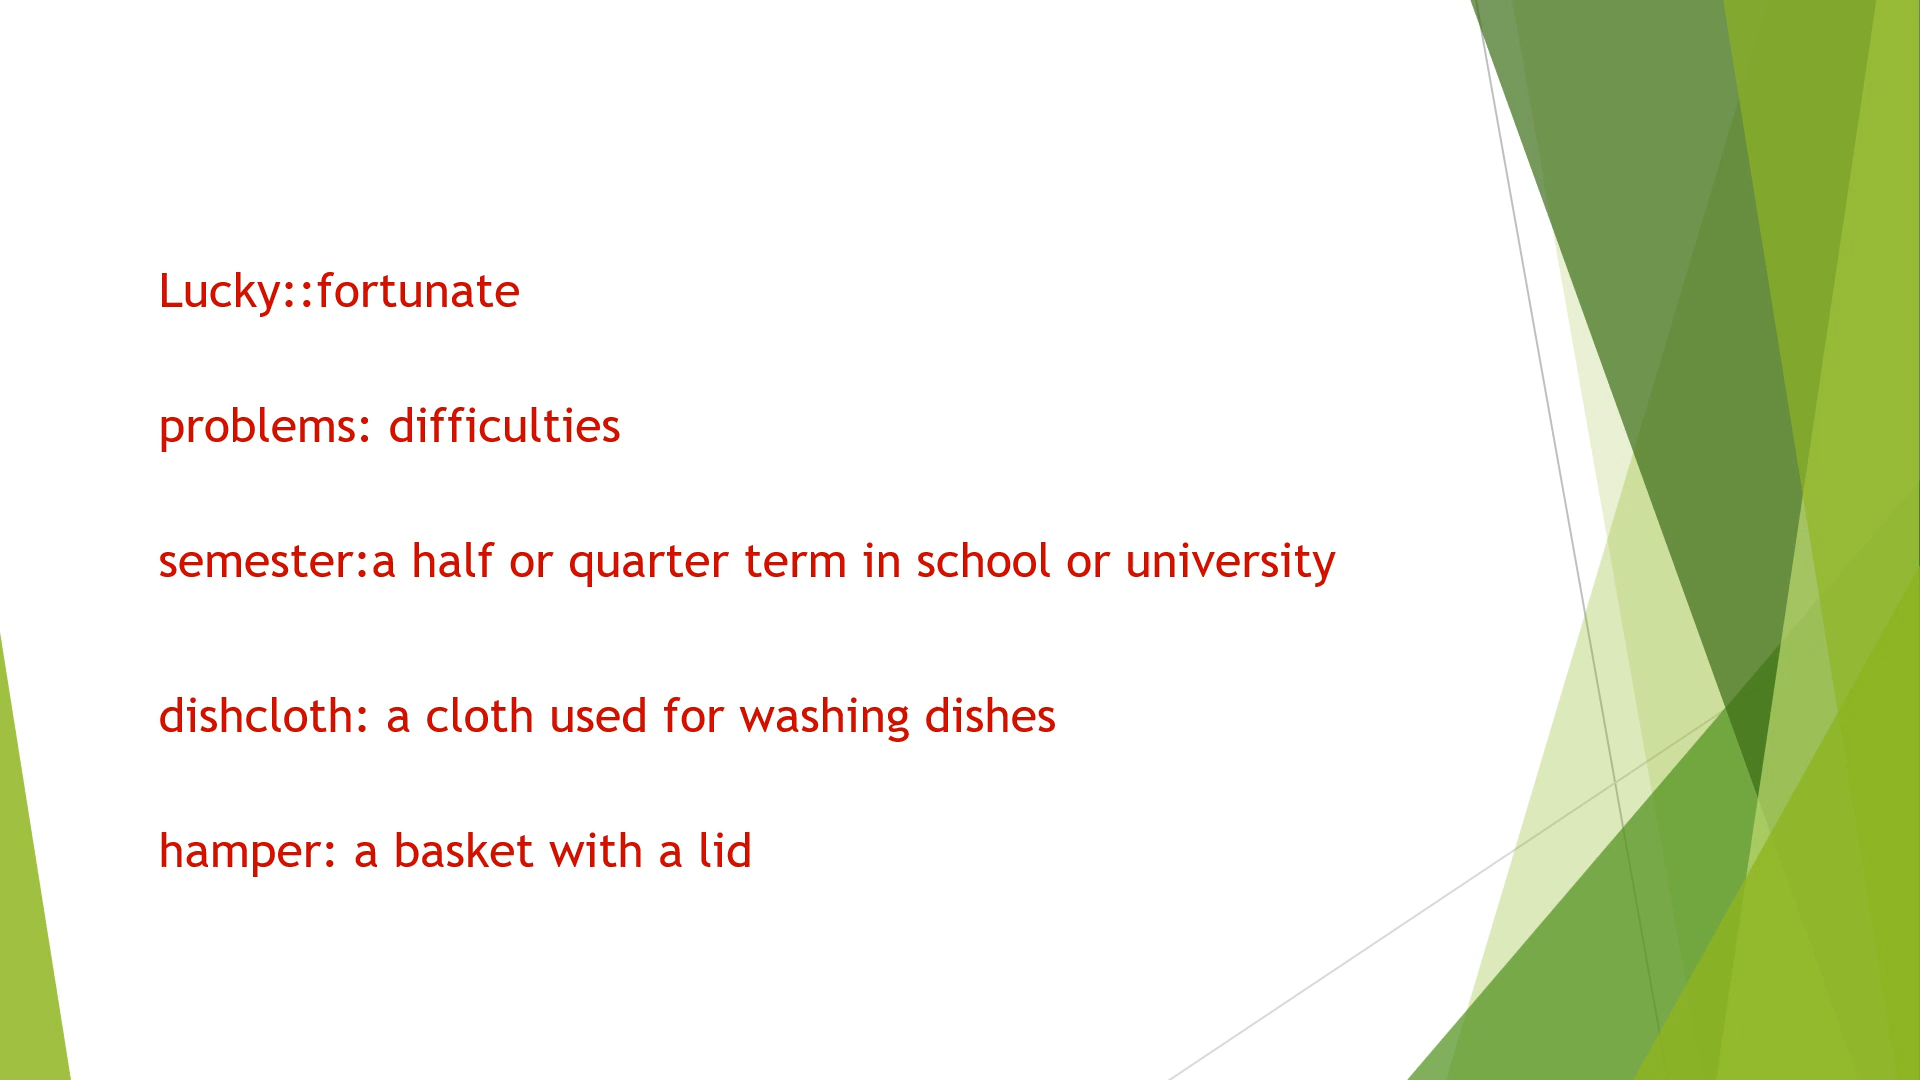 Lucky::fortunate
problems: difficulties
semester:a half or quarter term in school or university
dishcloth: a cloth used for washing dishes
hamper: a basket with a lid